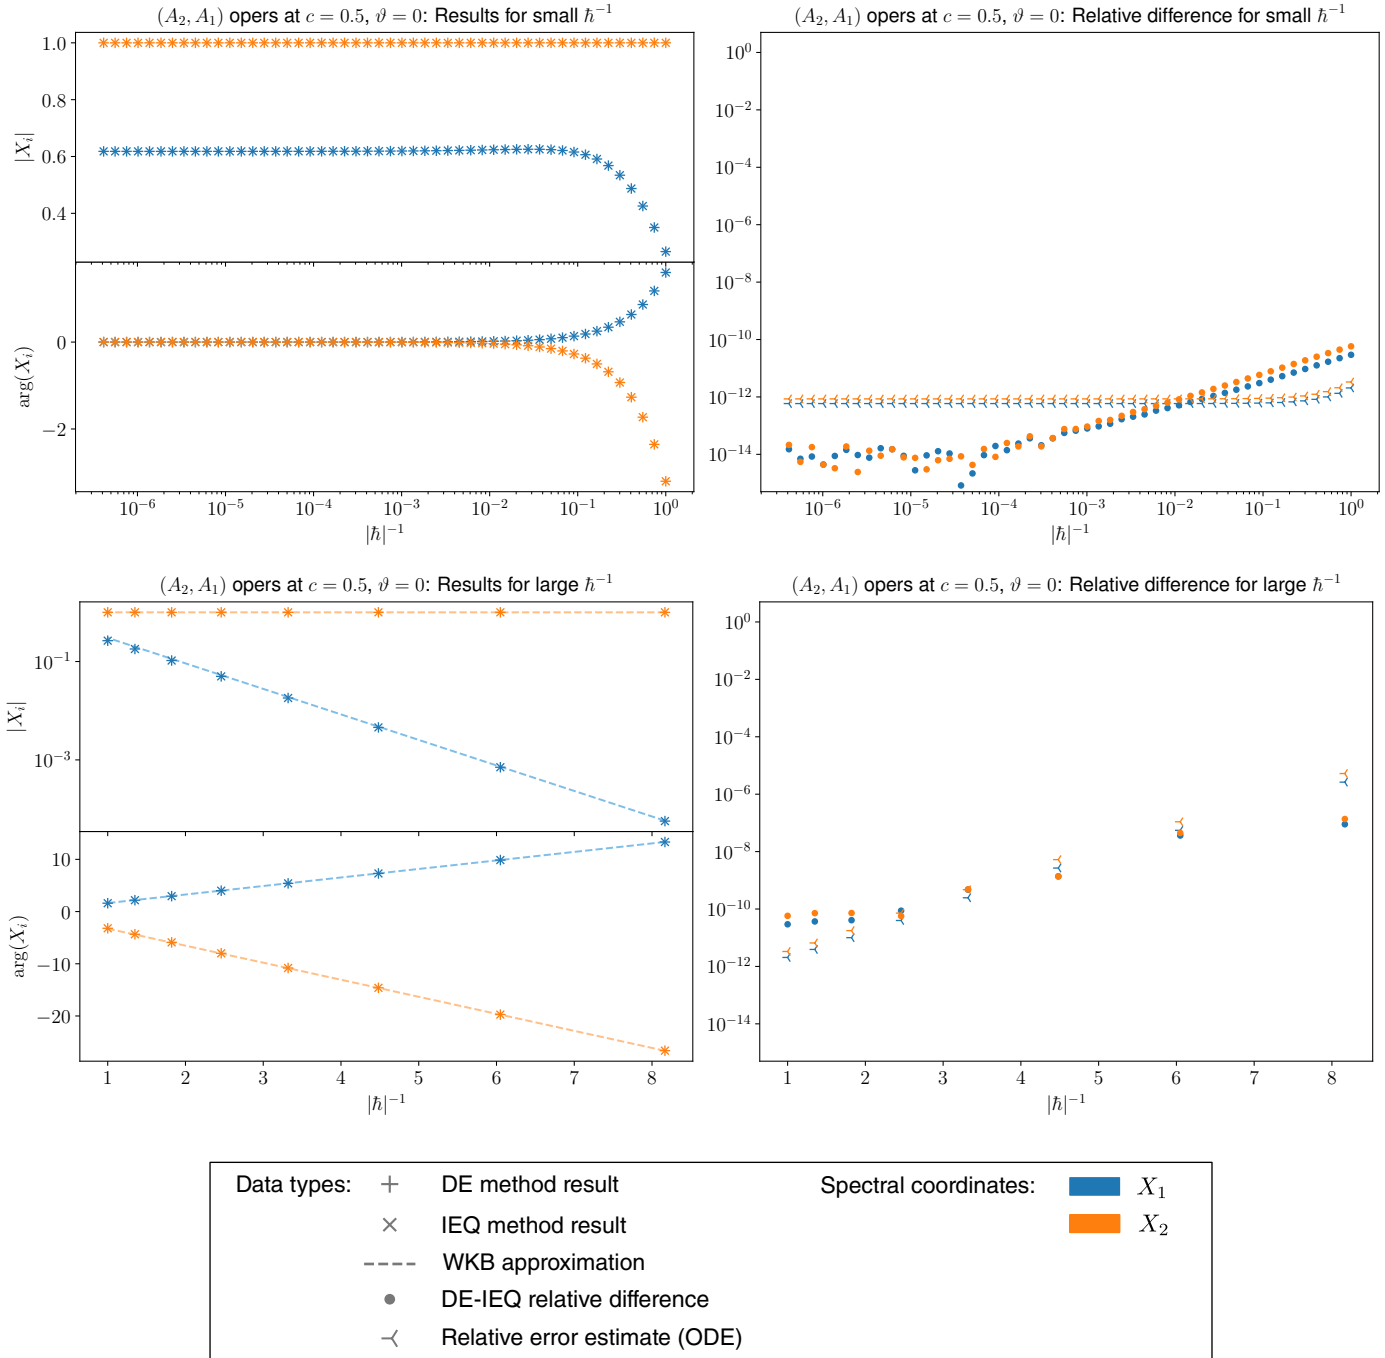 (A₂, A₁) opers at c = 0.5, ϑ = 0: Results for small ℏ⁻¹
1.0
0.8
0.6
0.4
|Xᵢ|
0
−2
arg(Xᵢ)
10⁻⁶ 10⁻⁵ 10⁻⁴ 10⁻³ 10⁻² 10⁻¹ 10⁰
|ℏ|⁻¹
(A₂, A₁) opers at c = 0.5, ϑ = 0: Relative difference for small ℏ⁻¹
10⁰
10⁻²
10⁻⁴
10⁻⁶
10⁻⁸
10⁻¹⁰
10⁻¹²
10⁻¹⁴
10⁻⁶ 10⁻⁵ 10⁻⁴ 10⁻³ 10⁻² 10⁻¹ 10⁰
|ℏ|⁻¹
(A₂, A₁) opers at c = 0.5, ϑ = 0: Results for large ℏ⁻¹
10⁻¹
10⁻³
|Xᵢ|
10
0
−10
−20
arg(Xᵢ)
1 2 3 4 5 6 7 8
|ℏ|⁻¹
(A₂, A₁) opers at c = 0.5, ϑ = 0: Relative difference for large ℏ⁻¹
10⁰
10⁻²
10⁻⁴
10⁻⁶
10⁻⁸
10⁻¹⁰
10⁻¹²
10⁻¹⁴
1 2 3 4 5 6 7 8
|ℏ|⁻¹
Data types:
DE method result
IEQ method result
WKB approximation
DE-IEQ relative difference
Relative error estimate (ODE)
Spectral coordinates:
X₁
X₂